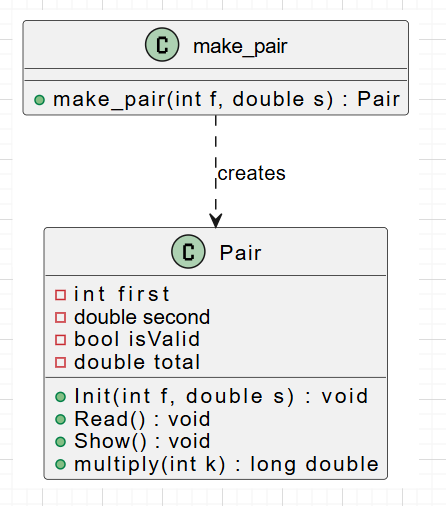 C make_pair
make_pair(int f, double s) : Pair
creates
C Pair
int first
double second
bool isValid
double total
Init(int f, double s) : void
Read() : void
Show() : void
multiply(int k) : long double